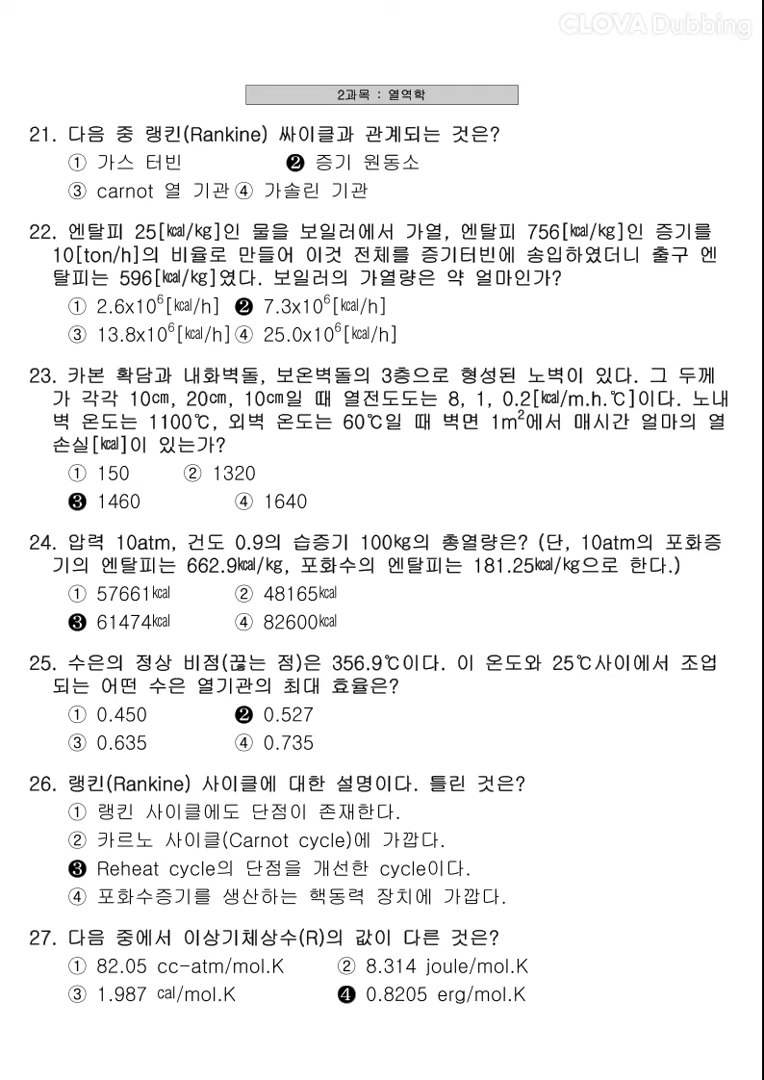 CLOVA Dubbing
2과목 : 열역학
21. 다음 중 랭킨(Rankine) 싸이클과 관계되는 것은?
① 가스 터빈 ❷ 증기 원동소
③ carnot 열 기관 ④ 가솔린 기관
22. 엔탈피 25[㎉/kg]인 물을 보일러에서 가열, 엔탈피 756[㎉/kg]인 증기를
10[ton/h]의 비율로 만들어 이것 전체를 증기터빈에 송입하였더니 출구 엔
탈피는 596[㎉/kg]였다. 보일러의 가열량은 약 얼마인가?
① 2.6x10⁶[㎉/h] ❷ 7.3x10⁶[㎉/h]
③ 13.8x10⁶[㎉/h] ④ 25.0x10⁶[㎉/h]
23. 카본 확담과 내화벽돌, 보온벽돌의 3층으로 형성된 노벽이 있다. 그 두께
가 각각 10㎝, 20㎝, 10㎝일 때 열전도도는 8, 1, 0.2[㎉/m.h.℃]이다. 노내
벽 온도는 1100℃, 외벽 온도는 60℃일 때 벽면 1m²에서 매시간 얼마의 열
손실[㎉]이 있는가?
① 150 ② 1320
❸ 1460 ④ 1640
24. 압력 10atm, 건도 0.9의 습증기 100㎏의 총열량은? (단, 10atm의 포화증
기의 엔탈피는 662.9㎉/㎏, 포화수의 엔탈피는 181.25㎉/㎏으로 한다.)
① 57661㎉ ② 48165㎉
❸ 61474㎉ ④ 82600㎉
25. 수은의 정상 비점(끓는 점)은 356.9℃이다. 이 온도와 25℃사이에서 조업
되는 어떤 수은 열기관의 최대 효율은?
① 0.450 ❷ 0.527
③ 0.635 ④ 0.735
26. 랭킨(Rankine) 사이클에 대한 설명이다. 틀린 것은?
① 랭킨 사이클에도 단점이 존재한다.
② 카르노 사이클(Carnot cycle)에 가깝다.
❸ Reheat cycle의 단점을 개선한 cycle이다.
④ 포화수증기를 생산하는 핵동력 장치에 가깝다.
27. 다음 중에서 이상기체상수(R)의 값이 다른 것은?
① 82.05 cc-atm/mol.K ② 8.314 joule/mol.K
③ 1.987 ㎈/mol.K ❹ 0.8205 erg/mol.K